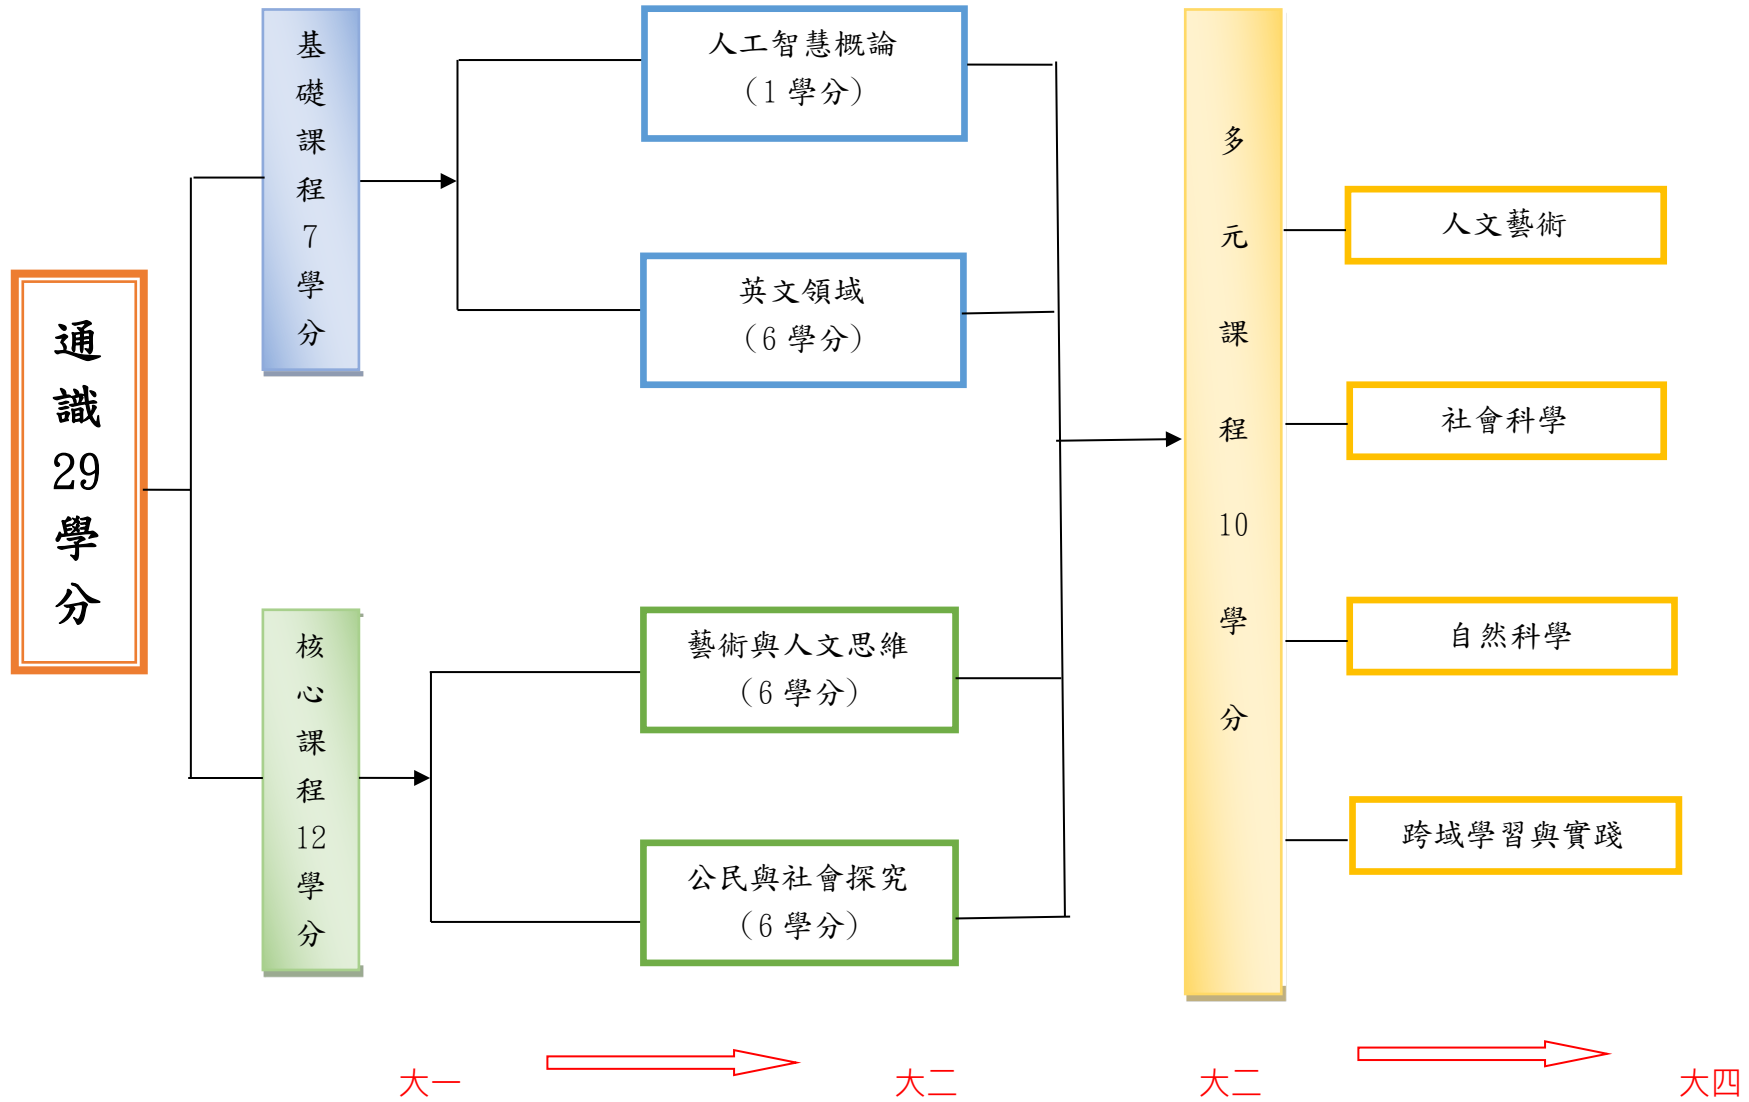 通識29學分
基礎課程7學分
人工智慧概論
(1學分)
英文領域
(6學分)
核心課程12學分
藝術與人文思維
(6學分)
公民與社會探究
(6學分)
多元課程10學分
人文藝術
社會科學
自然科學
跨域學習與實踐
大一
大二
大二
大四